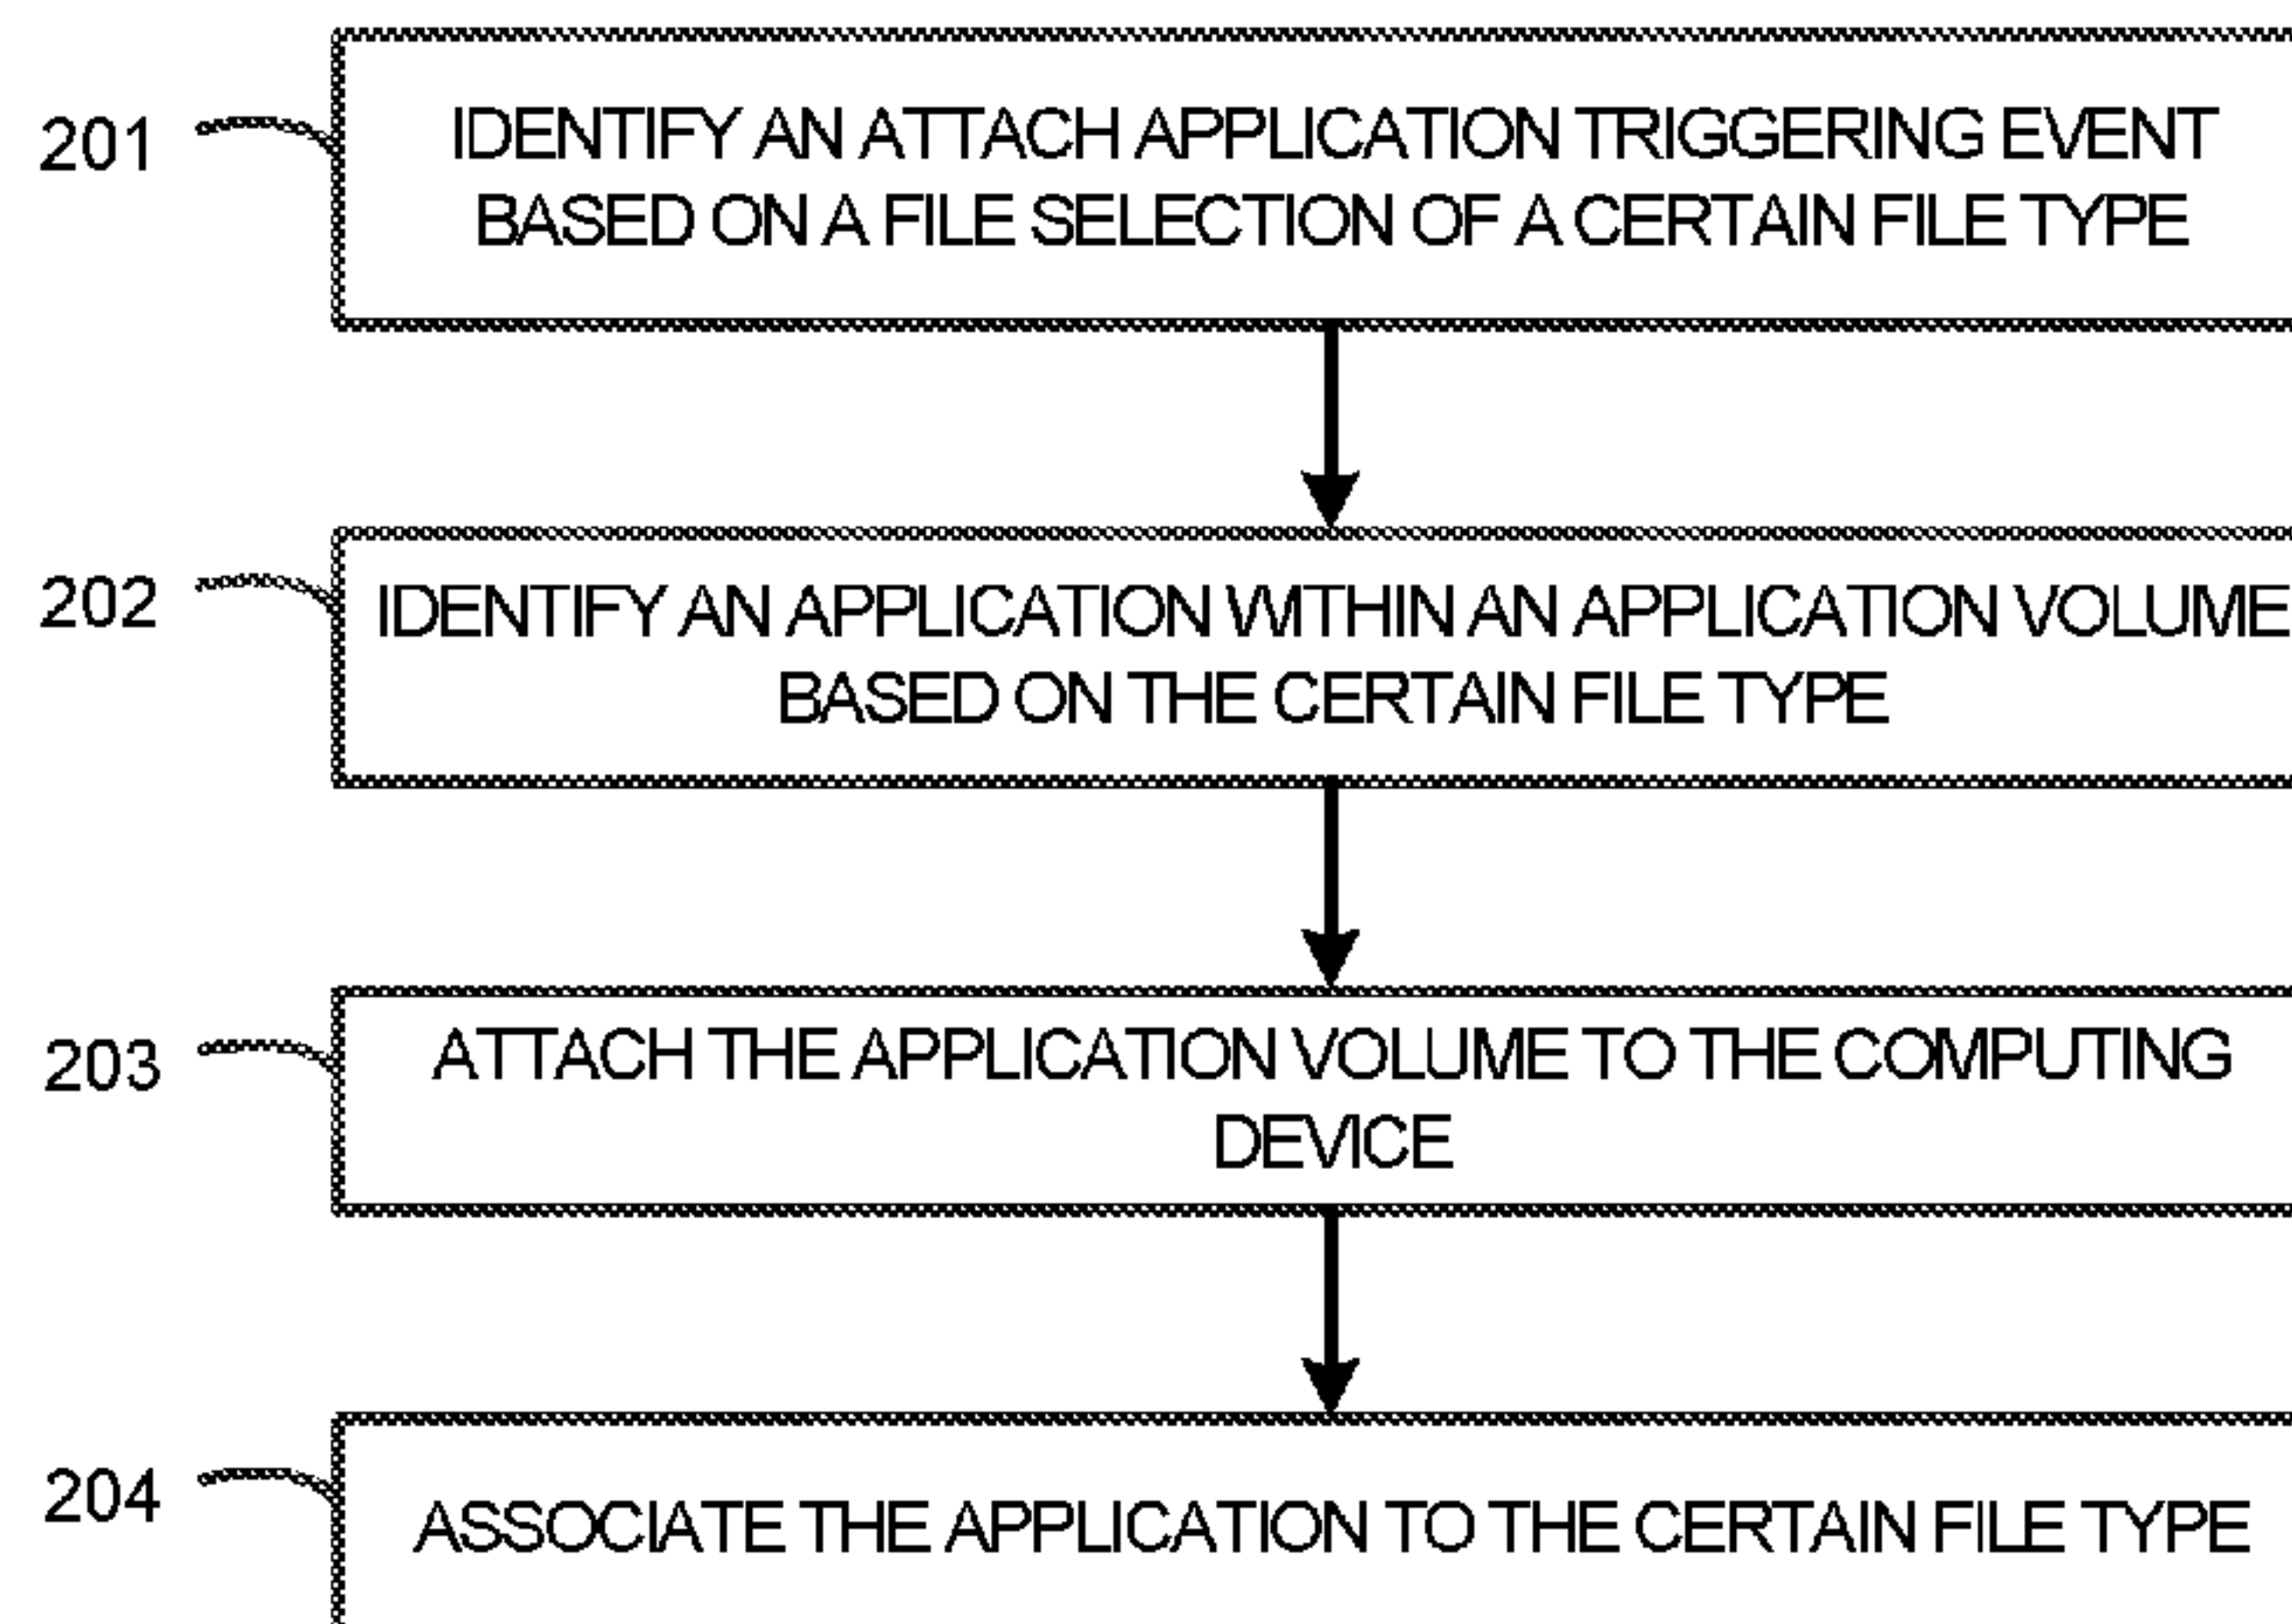 201
IDENTIFY AN ATTACH APPLICATION TRIGGERING EVENT
BASED ON A FILE SELECTION OF A CERTAIN FILE TYPE
202
IDENTIFY AN APPLICATION WITHIN AN APPLICATION VOLUME
BASED ON THE CERTAIN FILE TYPE
203
ATTACH THE APPLICATION VOLUME TO THE COMPUTING
DEVICE
204
ASSOCIATE THE APPLICATION TO THE CERTAIN FILE TYPE